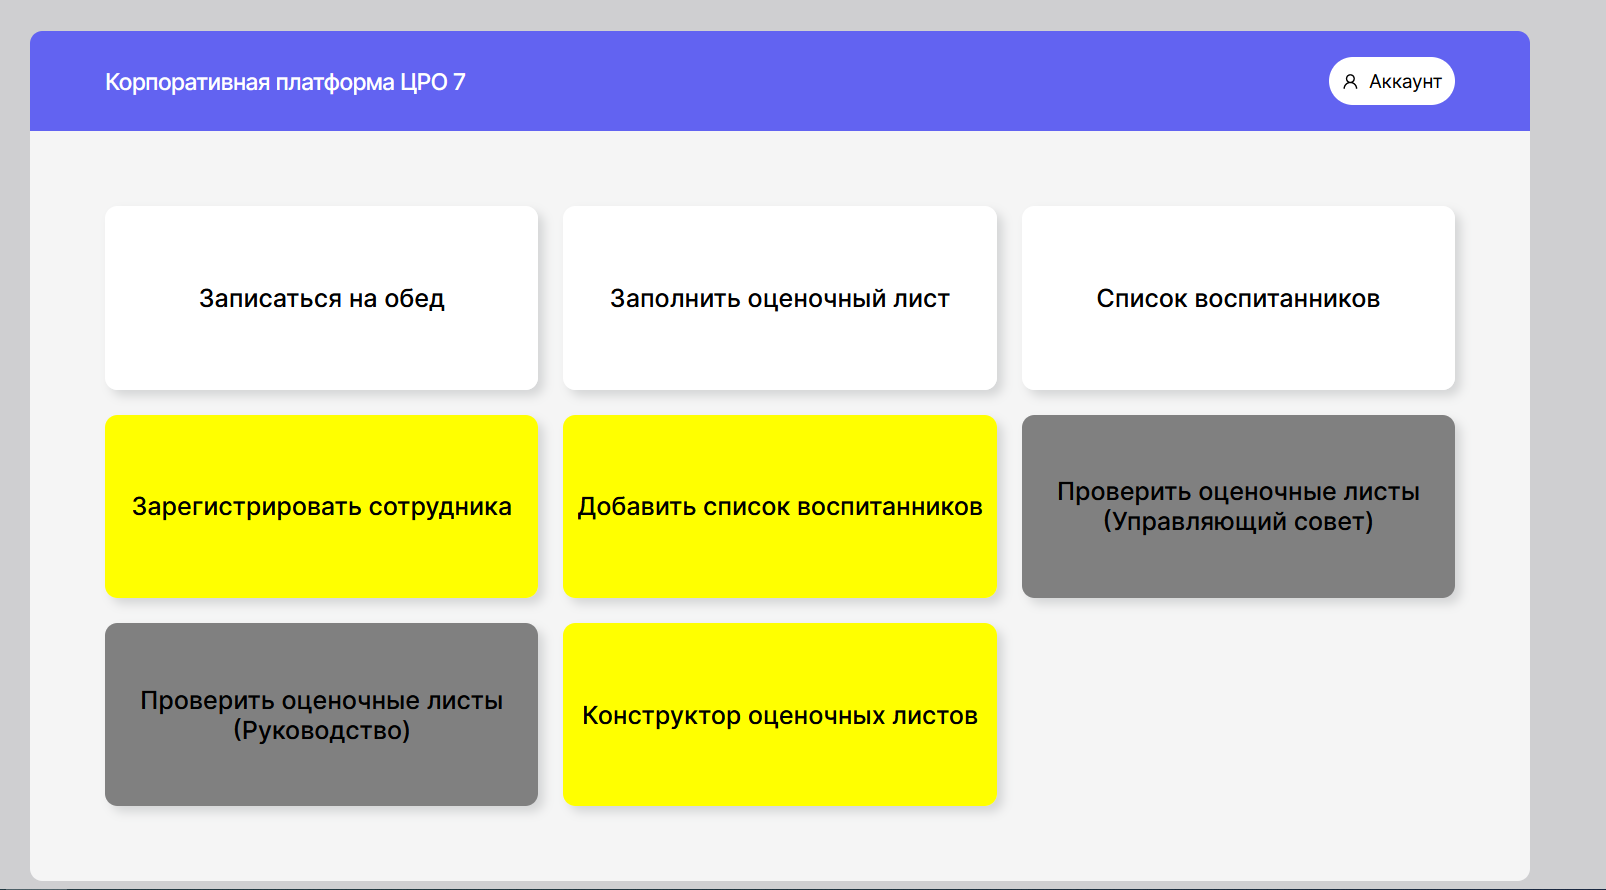 Корпоративная платформа ЦРО 7
Аккаунт
Записаться на обед
Заполнить оценочный лист
Список воспитанников
Зарегистрировать сотрудника
Добавить список воспитанников
Проверить оценочные листы
(Управляющий совет)
Проверить оценочные листы
(Руководство)
Конструктор оценочных листов